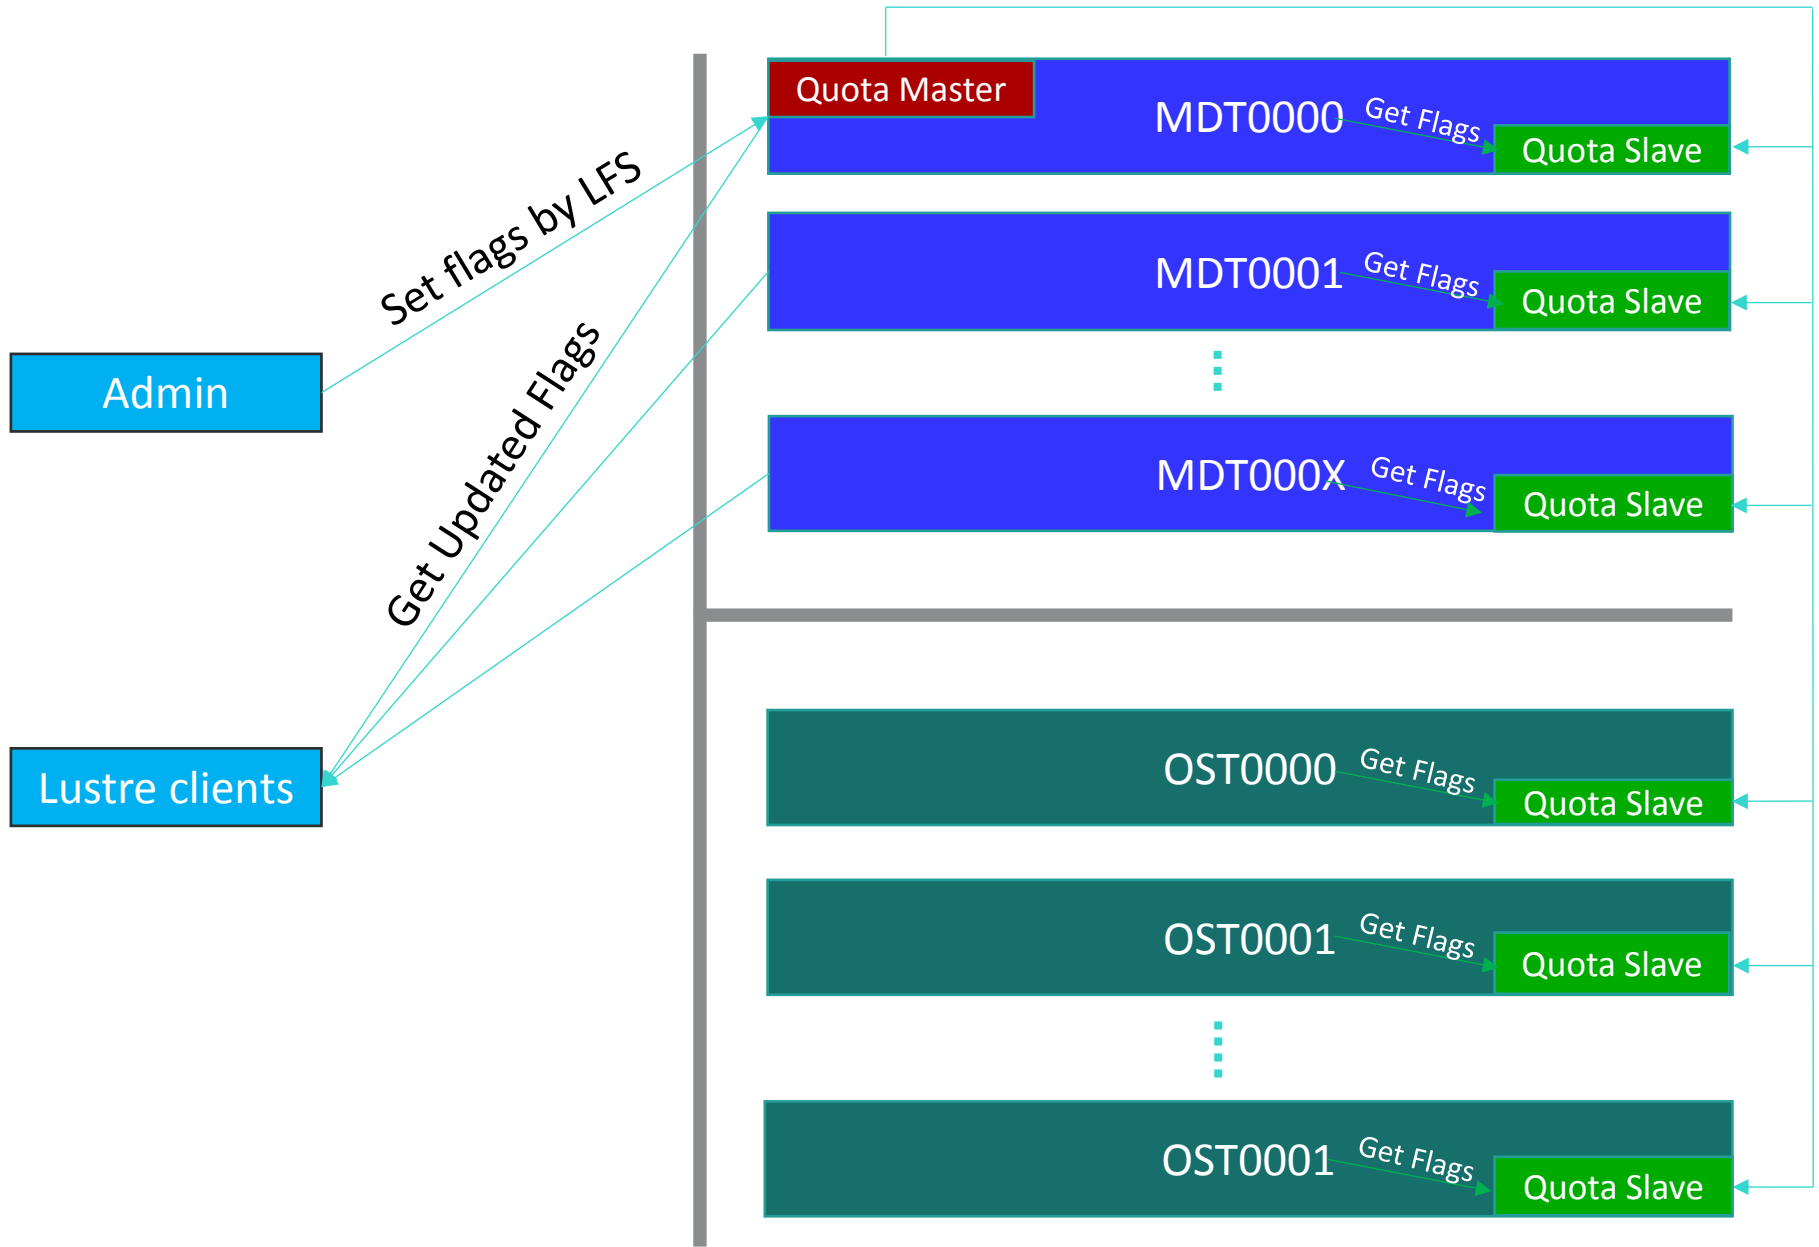 Quota Master
MDT0000
Get Flags
Quota Slave
Set flags by LFS
MDT0001
Get Flags
Quota Slave
Admin
Get Updated Flags
MDT000X
Get Flags
Quota Slave
Lustre clients
OST0000
Get Flags
Quota Slave
OST0001
Get Flags
Quota Slave
OST0001
Get Flags
Quota Slave